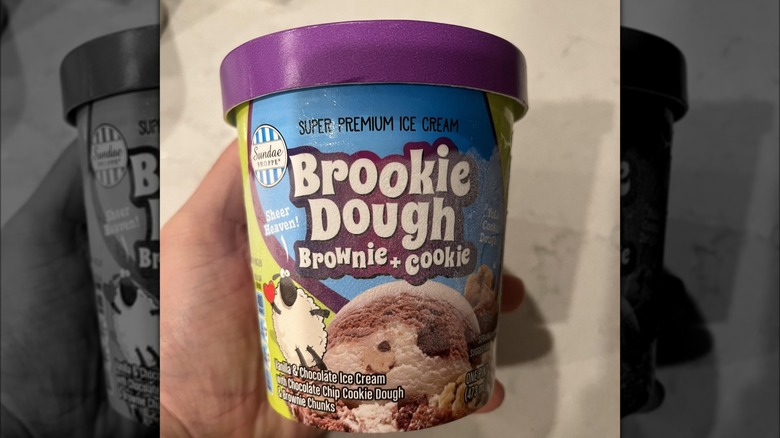 SUPER PREMIUM ICE CREAM
Sundae
SHOPPE
Brookie
Dough
Brownie + Cookie
Sheer
Heaven!
Vanilla & Chocolate Ice Cream
with Chocolate Chip Cookie Dough
& Brownie Chunks
ONE